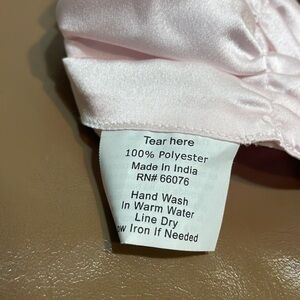 Tear here
100% Polyester
Made In India
RN# 66076
Hand Wash
In Warm Water
Line Dry
ow Iron If Needed